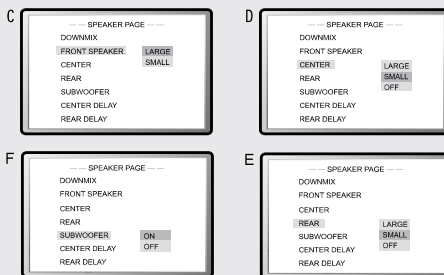 C
— — SPEAKER PAGE — —
DOWNMIX
FRONT SPEAKER LARGE
SMALL
CENTER
REAR
SUBWOOFER
CENTER DELAY
REAR DELAY
D
— — SPEAKER PAGE — —
DOWNMIX
FRONT SPEAKER
CENTER LARGE
REAR SMALL
SUBWOOFER OFF
CENTER DELAY
REAR DELAY
F
— — SPEAKER PAGE — —
DOWNMIX
FRONT SPEAKER
CENTER
REAR
SUBWOOFER ON
CENTER DELAY OFF
REAR DELAY
E
— — SPEAKER PAGE — —
DOWNMIX
FRONT SPEAKER
CENTER
REAR LARGE
SUBWOOFER SMALL
CENTER DELAY OFF
REAR DELAY